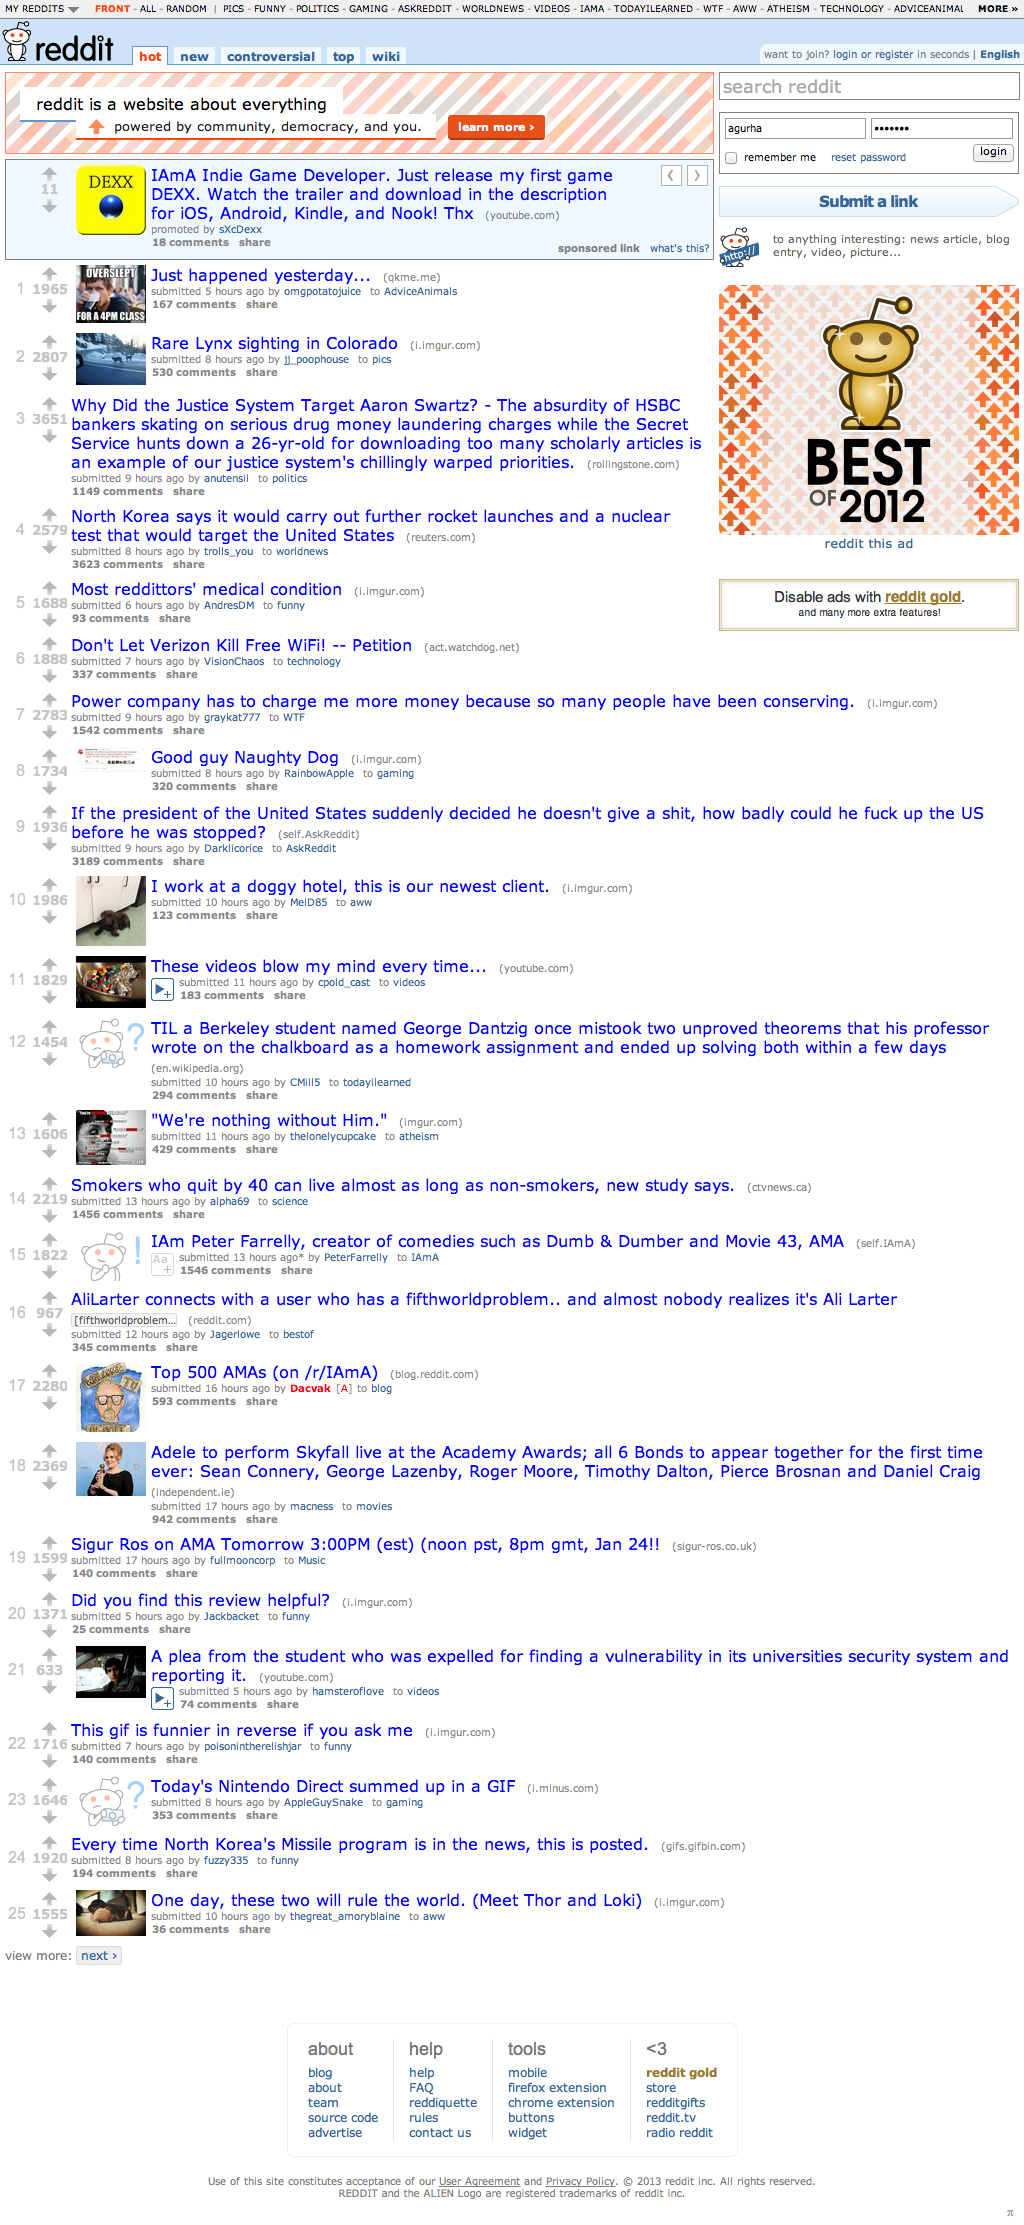 MY REDDITS FRONT - ALL - RANDOM | PICS - FUNNY - POLITICS - GAMING - ASKREDDIT - WORLDNEWS - VIDEOS - IAMA - TODAYILEARNED - WTF - AWW - ATHEISM - TECHNOLOGY - ADVICEANIMAL MORE »
reddit hot new controversial top wiki
want to join? login or register in seconds | English
reddit is a website about everything
powered by community, democracy, and you. learn more ›
search reddit
agurha •••••••
remember me reset password login
Submit a link
to anything interesting: news article, blog
entry, video, picture...
http://
BEST
OF 2012
reddit this ad
Disable ads with reddit gold.
and many more extra features!
11
DEXX
IAmA Indie Game Developer. Just release my first game
DEXX. Watch the trailer and download in the description
for iOS, Android, Kindle, and Nook! Thx (youtube.com)
promoted by sXcDexx
18 comments share
sponsored link what's this?
OVERSLEPT
FOR A 4PM CLASS
1 1965 Just happened yesterday... (qkme.me)
submitted 5 hours ago by omgpotatojuice to AdviceAnimals
167 comments share
2 2807 Rare Lynx sighting in Colorado (i.imgur.com)
submitted 8 hours ago by jj_poophouse to pics
530 comments share
3 3651 Why Did the Justice System Target Aaron Swartz? - The absurdity of HSBC
bankers skating on serious drug money laundering charges while the Secret
Service hunts down a 26-yr-old for downloading too many scholarly articles is
an example of our justice system's chillingly warped priorities. (rollingstone.com)
submitted 9 hours ago by anutensil to politics
1149 comments share
4 2579 North Korea says it would carry out further rocket launches and a nuclear
test that would target the United States (reuters.com)
submitted 8 hours ago by trolls_you to worldnews
3623 comments share
5 1688 Most reddittors' medical condition (i.imgur.com)
submitted 6 hours ago by AndresDM to funny
93 comments share
6 1888 Don't Let Verizon Kill Free WiFi! -- Petition (act.watchdog.net)
submitted 7 hours ago by VisionChaos to technology
337 comments share
7 2783 Power company has to charge me more money because so many people have been conserving. (i.imgur.com)
submitted 9 hours ago by graykat777 to WTF
1542 comments share
8 1734 Good guy Naughty Dog (i.imgur.com)
submitted 8 hours ago by RainbowApple to gaming
320 comments share
9 1936 If the president of the United States suddenly decided he doesn't give a shit, how badly could he fuck up the US
before he was stopped? (self.AskReddit)
submitted 9 hours ago by Darklicorice to AskReddit
3189 comments share
10 1986 I work at a doggy hotel, this is our newest client. (i.imgur.com)
submitted 10 hours ago by MelD85 to aww
123 comments share
11 1829 These videos blow my mind every time... (youtube.com)
submitted 11 hours ago by cpold_cast to videos
183 comments share
12 1454 TIL a Berkeley student named George Dantzig once mistook two unproved theorems that his professor
wrote on the chalkboard as a homework assignment and ended up solving both within a few days
(en.wikipedia.org)
submitted 10 hours ago by CMill5 to todayilearned
294 comments share
13 1606 "We're nothing without Him." (imgur.com)
submitted 11 hours ago by thelonelycupcake to atheism
429 comments share
14 2219 Smokers who quit by 40 can live almost as long as non-smokers, new study says. (ctvnews.ca)
submitted 13 hours ago by alpha69 to science
1456 comments share
15 1822 IAm Peter Farrelly, creator of comedies such as Dumb & Dumber and Movie 43, AMA (self.IAmA)
Aa submitted 13 hours ago* by PeterFarrelly to IAmA
1546 comments share
16 967 AliLarter connects with a user who has a fifthworldproblem.. and almost nobody realizes it's Ali Larter
[fifthworldproblem... (reddit.com)
submitted 12 hours ago by Jagerlowe to bestof
345 comments share
17 2280 Top 500 AMAs (on /r/IAmA) (blog.reddit.com)
submitted 16 hours ago by Dacvak [A] to blog
593 comments share
18 2369 Adele to perform Skyfall live at the Academy Awards; all 6 Bonds to appear together for the first time
ever: Sean Connery, George Lazenby, Roger Moore, Timothy Dalton, Pierce Brosnan and Daniel Craig
(independent.ie)
submitted 17 hours ago by macness to movies
942 comments share
19 1599 Sigur Ros on AMA Tomorrow 3:00PM (est) (noon pst, 8pm gmt, Jan 24!! (sigur-ros.co.uk)
submitted 17 hours ago by fullmooncorp to Music
140 comments share
20 1371 Did you find this review helpful? (i.imgur.com)
submitted 5 hours ago by Jackbacket to funny
25 comments share
21 633 A plea from the student who was expelled for finding a vulnerability in its universities security system and
reporting it. (youtube.com)
submitted 5 hours ago by hamsteroflove to videos
74 comments share
22 1716 This gif is funnier in reverse if you ask me (i.imgur.com)
submitted 7 hours ago by poisonintherelishjar to funny
140 comments share
23 1646 Today's Nintendo Direct summed up in a GIF (i.minus.com)
submitted 8 hours ago by AppleGuySnake to gaming
353 comments share
24 1920 Every time North Korea's Missile program is in the news, this is posted. (gifs.gifbin.com)
submitted 8 hours ago by fuzzy335 to funny
194 comments share
25 1555 One day, these two will rule the world. (Meet Thor and Loki) (i.imgur.com)
submitted 10 hours ago by thegreat_amoryblaine to aww
36 comments share
view more: next ›
about help tools <3
blog help mobile reddit gold
about FAQ firefox extension store
team reddiquette chrome extension redditgifts
source code rules buttons reddit.tv
advertise contact us widget radio reddit
Use of this site constitutes acceptance of our User Agreement and Privacy Policy. © 2013 reddit inc. All rights reserved.
REDDIT and the ALIEN Logo are registered trademarks of reddit inc.
π